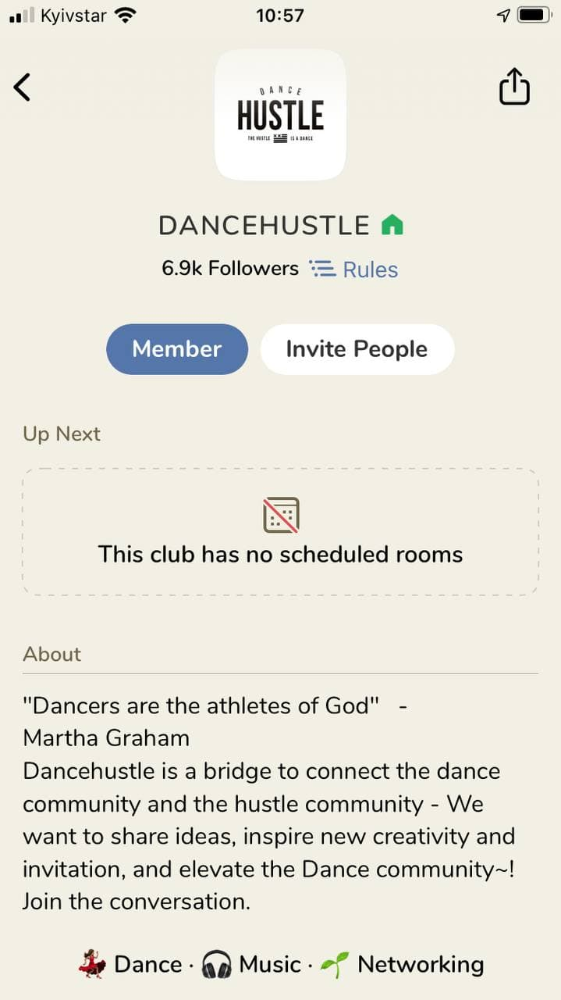 Kyivstar 10:57
DANCE
HUSTLE
THE HUSTLE IS A DANCE
DANCEHUSTLE
6.9k Followers Rules
Member Invite People
Up Next
This club has no scheduled rooms
About
"Dancers are the athletes of God"   -
Martha Graham
Dancehustle is a bridge to connect the dance
community and the hustle community - We
want to share ideas, inspire new creativity and
invitation, and elevate the Dance community~!
Join the conversation.
💃🏽 Dance · 🎧 Music · 🌱 Networking